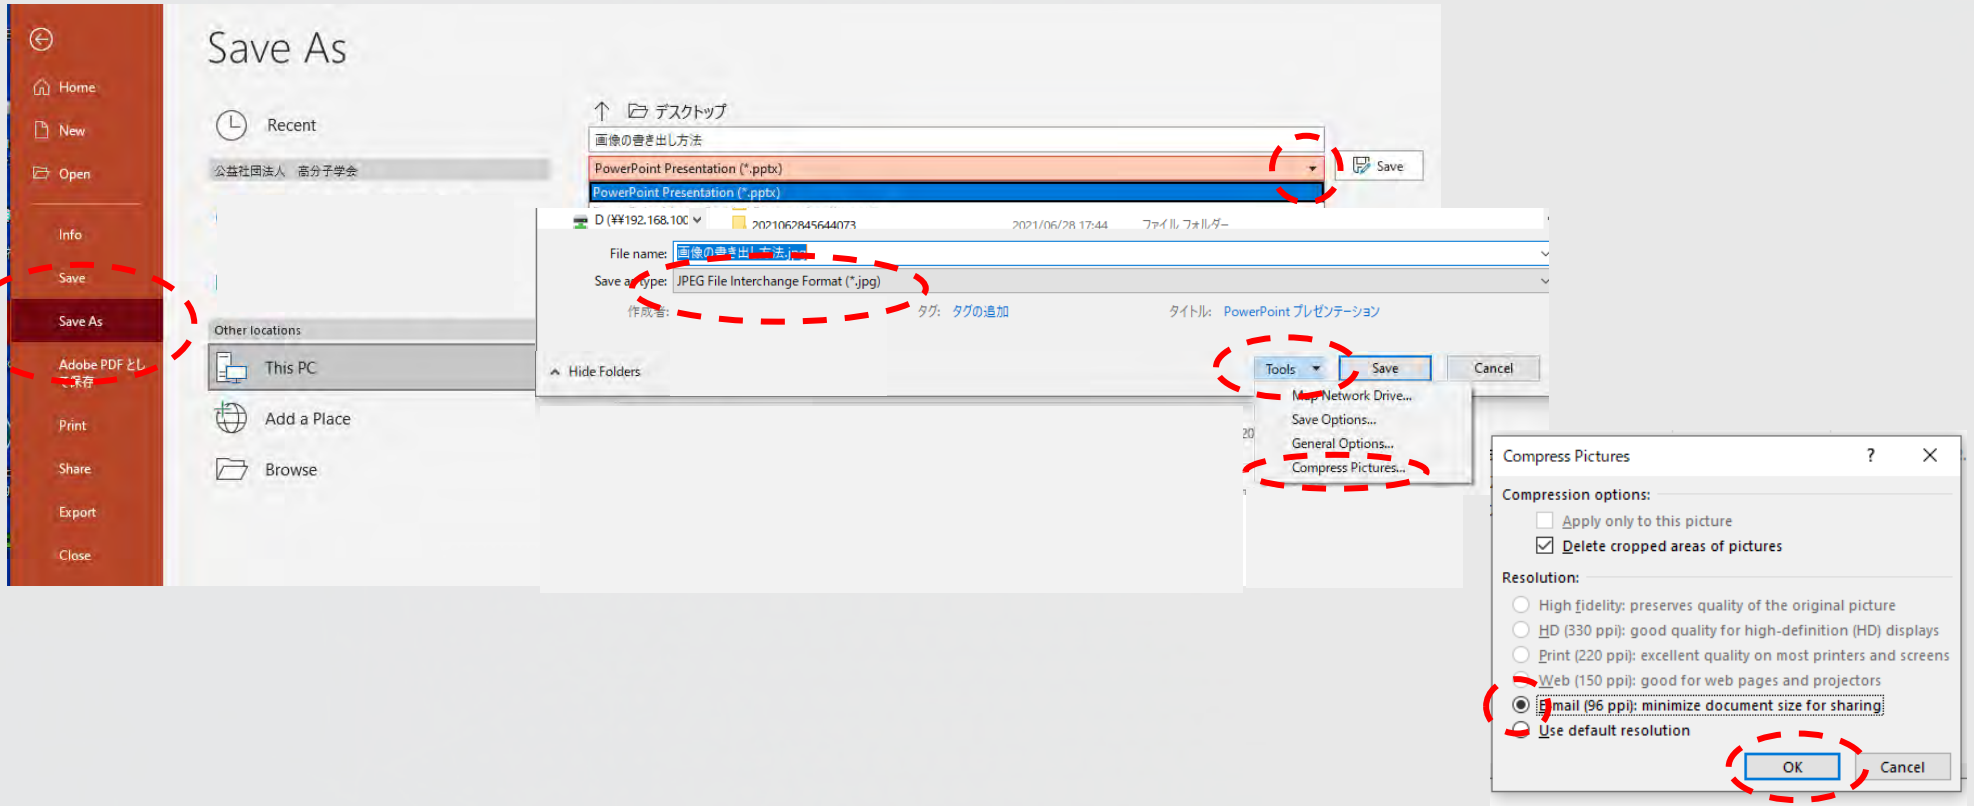 Save As
Home
New
Open
Info
Save
Save As
Adobe PDF とし
て保存
Print
Share
Export
Close
Recent
公益社団法人 高分子学会
Other locations
This PC
Add a Place
Browse
デスクトップ
画像の書き出し方法
PowerPoint Presentation (*.pptx)
Save
PowerPoint Presentation (*.pptx)
D (¥¥192.168.100
2021062845644073
2021/06/28 17:44
ファイル フォルダー
File name: 画像の書き出し方法.jpg
Save as type: JPEG File Interchange Format (*.jpg)
作成者:
タグ: タグの追加
タイトル: PowerPoint プレゼンテーション
Hide Folders
Tools
Save
Cancel
Map Network Drive...
Save Options...
General Options...
Compress Pictures...
20
Compress Pictures
?
Compression options:
Apply only to this picture
Delete cropped areas of pictures
Resolution:
High fidelity: preserves quality of the original picture
HD (330 ppi): good quality for high-definition (HD) displays
Print (220 ppi): excellent quality on most printers and screens
Web (150 ppi): good for web pages and projectors
E-mail (96 ppi): minimize document size for sharing
Use default resolution
OK
Cancel